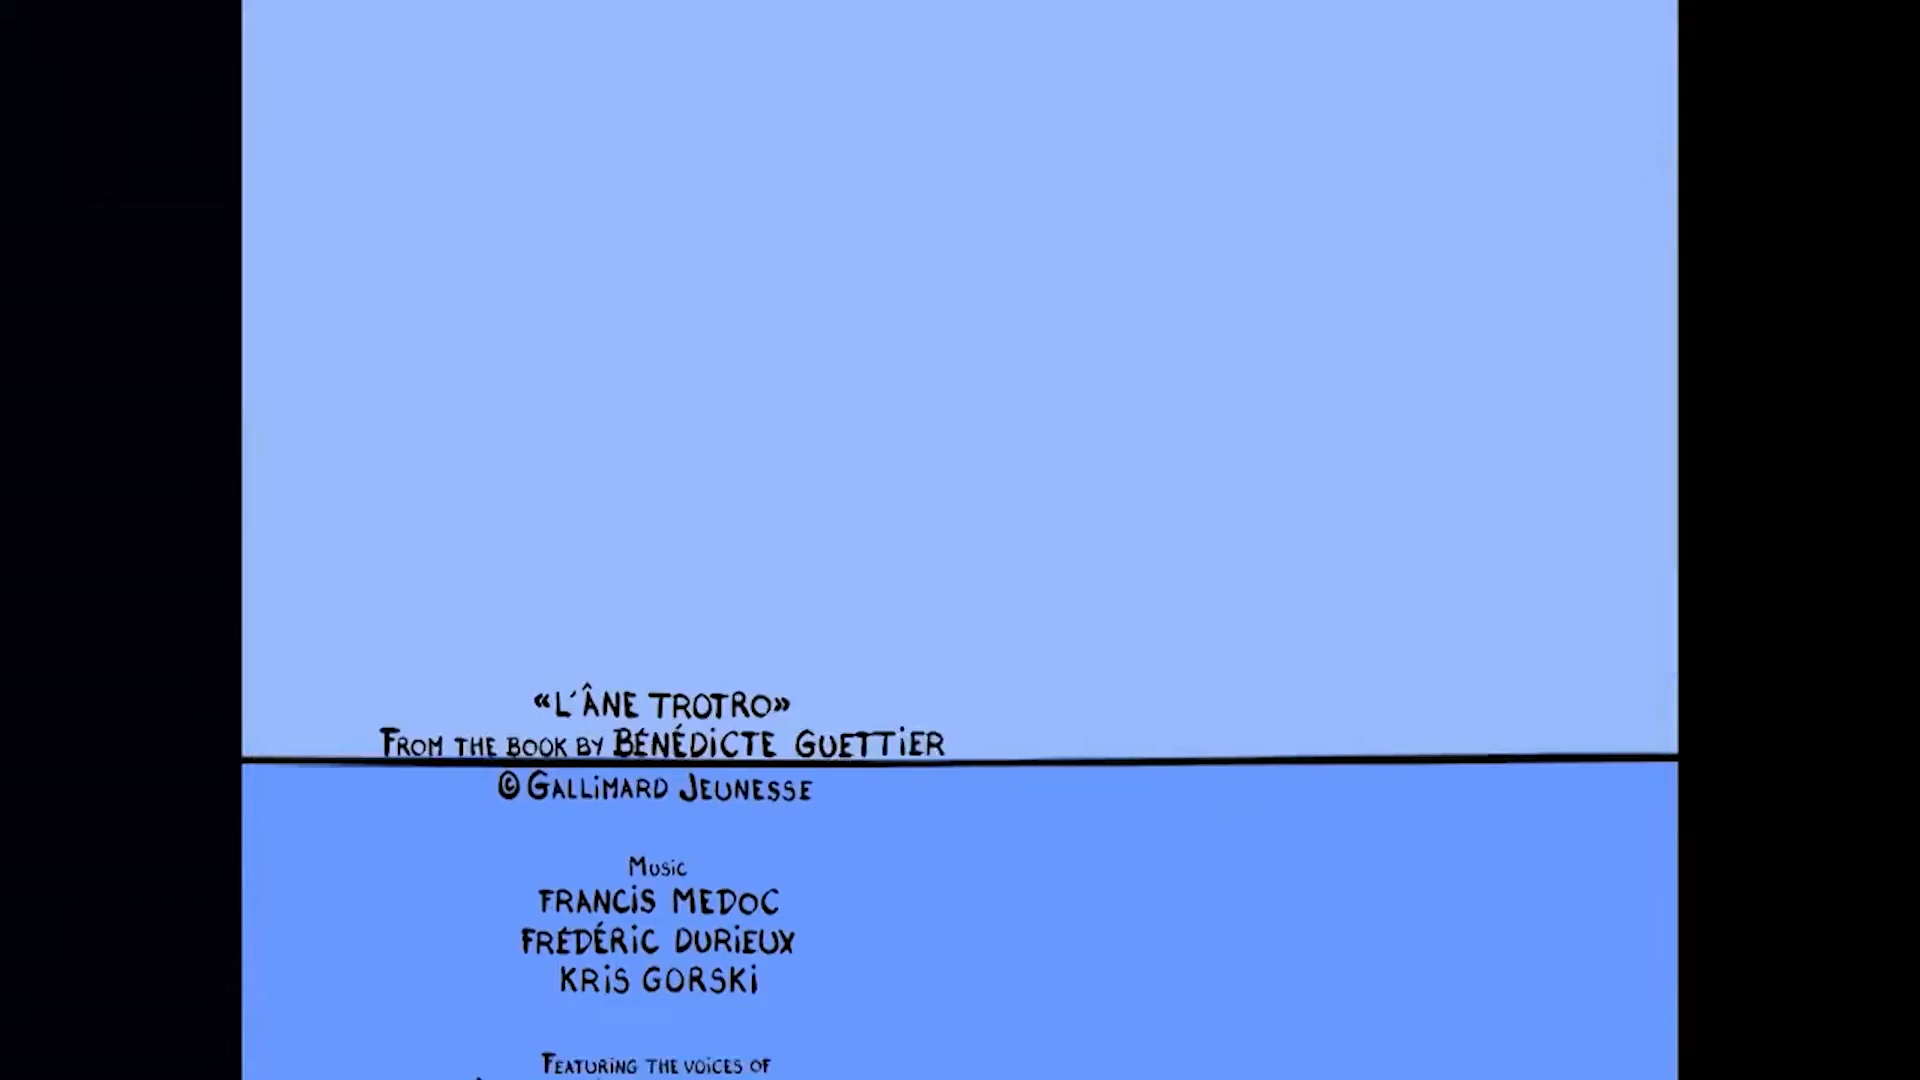 «L'ÂNE TROTRO»
FROM THE BOOK BY BÉNÉDiCTE GUETTiER
© GALLiMARD JEUNESSE
Music
FRANCiS MEDOC
FRÉDÉRiC DURiEUX
KRiS GORSKi
FEATURiNG THE VOiCES OF